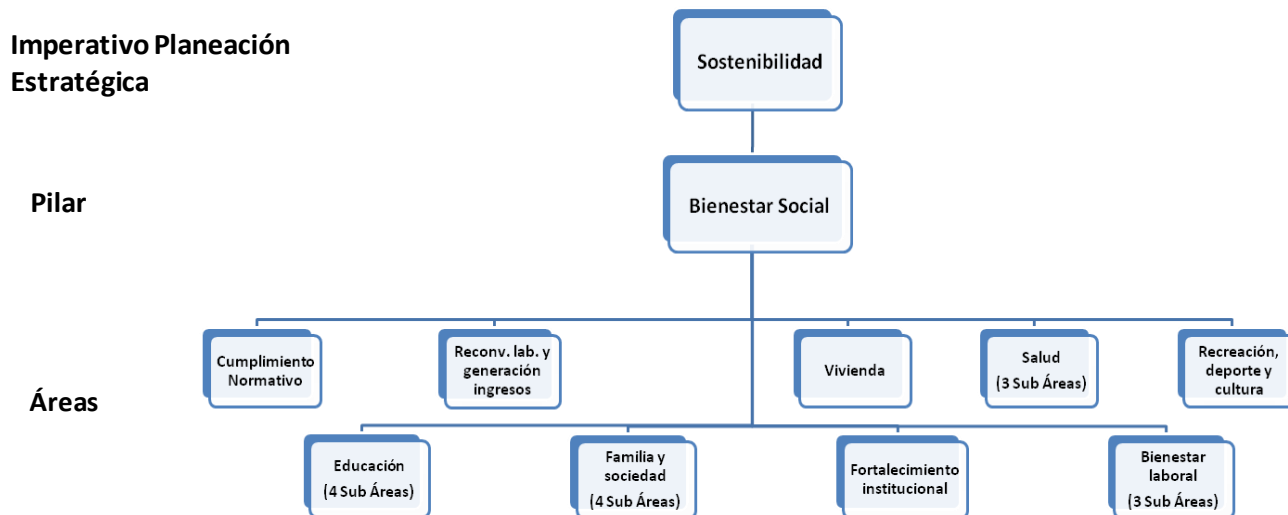 Imperativo Planeación
Estratégica
Sostenibilidad
Pilar
Bienestar Social
Áreas
Cumplimiento
Normativo
Reconv. lab. y
generación
ingresos
Vivienda
Salud
(3 Sub Áreas)
Recreación,
deporte y
cultura
Educación
(4 Sub Áreas)
Familia y
sociedad
(4 Sub Áreas)
Fortalecimiento
institucional
Bienestar
laboral
(3 Sub Áreas)